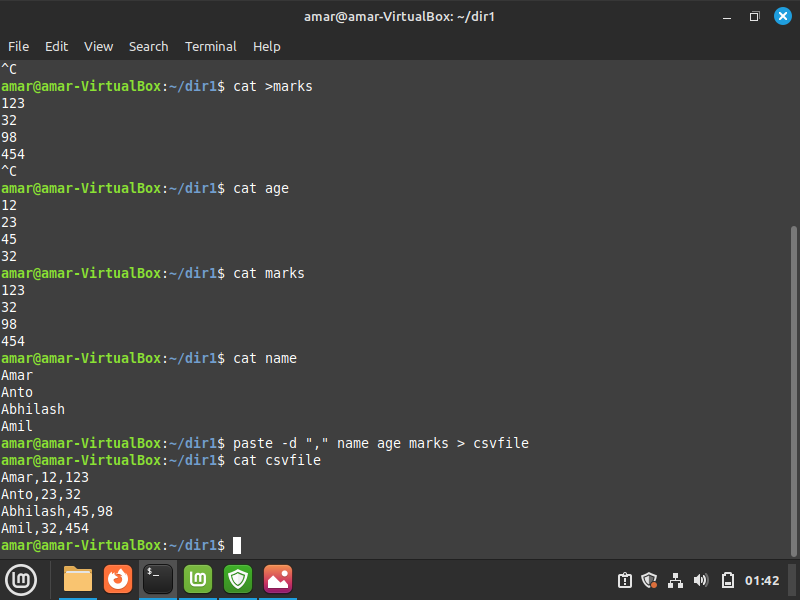 amar@amar-VirtualBox: ~/dir1
File Edit View Search Terminal Help
^C
amar@amar-VirtualBox:~/dir1$ cat >marks
123
32
98
454
^C
amar@amar-VirtualBox:~/dir1$ cat age
12
23
45
32
amar@amar-VirtualBox:~/dir1$ cat marks
123
32
98
454
amar@amar-VirtualBox:~/dir1$ cat name
Amar
Anto
Abhilash
Amil
amar@amar-VirtualBox:~/dir1$ paste -d "," name age marks > csvfile
amar@amar-VirtualBox:~/dir1$ cat csvfile
Amar,12,123
Anto,23,32
Abhilash,45,98
Amil,32,454
amar@amar-VirtualBox:~/dir1$
01:42